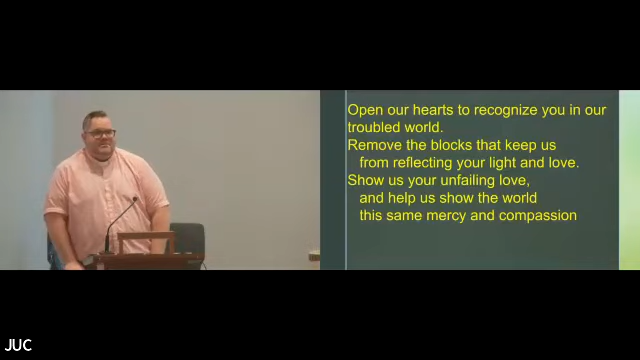 Open our hearts to recognize you in our
troubled world.
Remove the blocks that keep us
from reflecting your light and love.
Show us your unfailing love,
and help us show the world
this same mercy and compassion
JUC